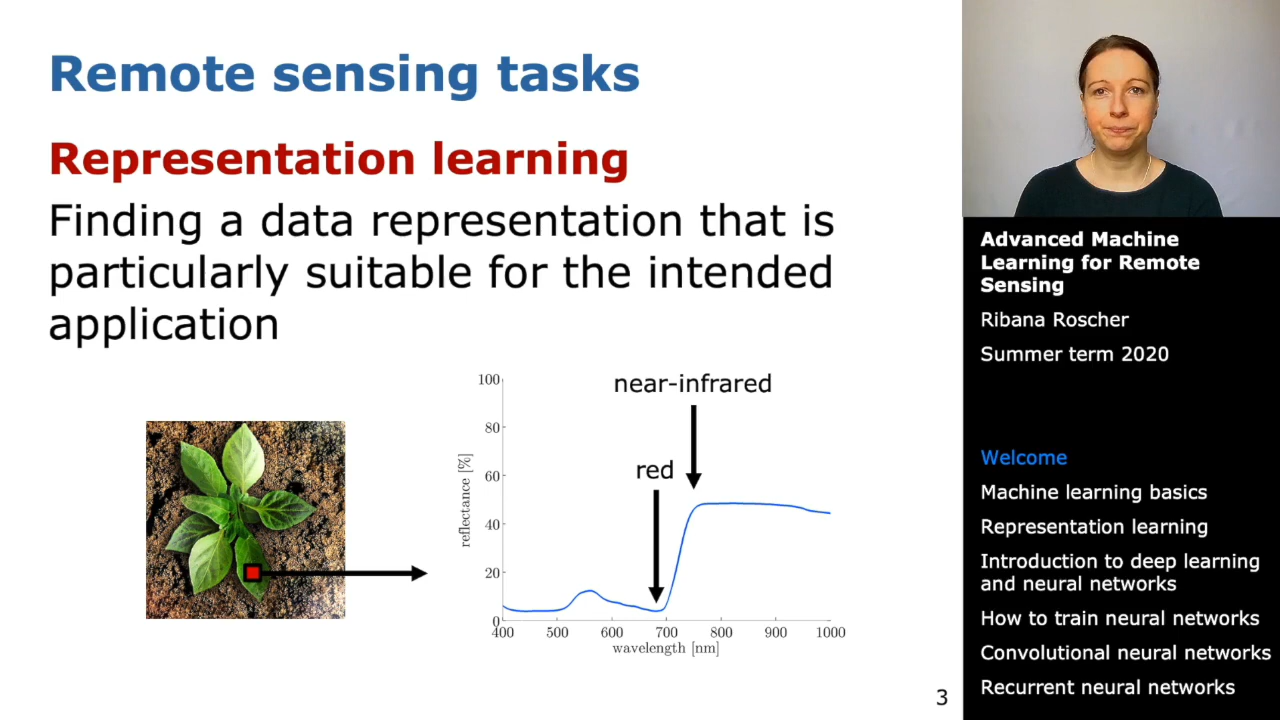 Remote sensing tasks
Representation learning
Finding a data representation that is
particularly suitable for the intended
application
near-infrared
red
100
80
60
40
20
0
reflectance [%]
400 500 600 700 800 900 1000
wavelength [nm]
3
Advanced Machine
Learning for Remote
Sensing
Ribana Roscher
Summer term 2020
Welcome
Machine learning basics
Representation learning
Introduction to deep learning
and neural networks
How to train neural networks
Convolutional neural networks
Recurrent neural networks